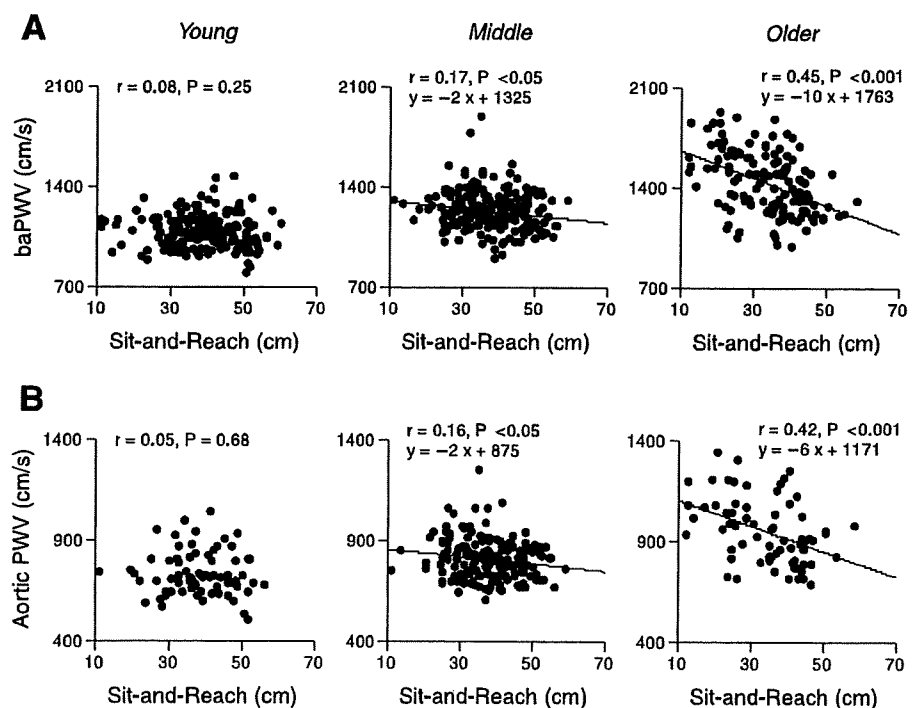 A
Young
Middle
Older
r = 0.08, P = 0.25
r = 0.17, P <0.05
y = −2 x + 1325
r = 0.45, P <0.001
y = −10 x + 1763
baPWV (cm/s)
2100
1400
700
10 30 50 70
Sit-and-Reach (cm)
2100
1400
700
10 30 50 70
Sit-and-Reach (cm)
2100
1400
700
10 30 50 70
Sit-and-Reach (cm)
B
r = 0.05, P = 0.68
r = 0.16, P <0.05
y = −2 x + 875
r = 0.42, P <0.001
y = −6 x + 1171
Aortic PWV (cm/s)
1400
900
400
10 30 50 70
Sit-and-Reach (cm)
1400
900
400
10 30 50 70
Sit-and-Reach (cm)
1400
900
400
10 30 50 70
Sit-and-Reach (cm)